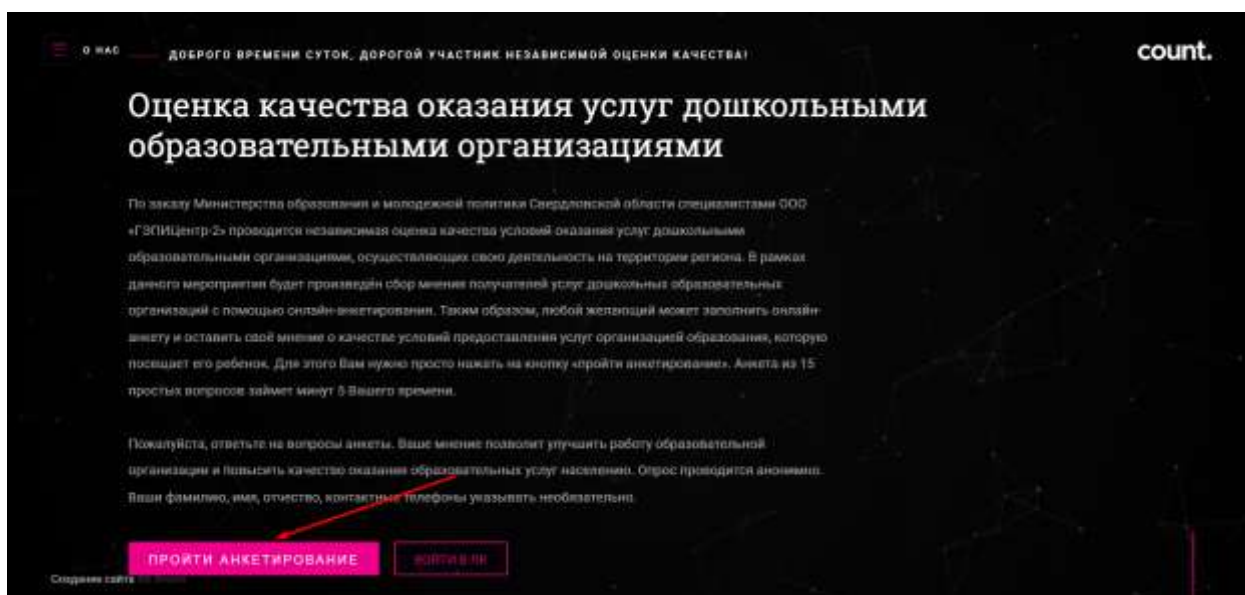 О НАС
ДОБРОГО ВРЕМЕНИ СУТОК, ДОРОГОЙ УЧАСТНИК НЕЗАВИСИМОЙ ОЦЕНКИ КАЧЕСТВА!
count.
Оценка качества оказания услуг дошкольными
образовательными организациями
По заказу Министерства образования и молодежной политики Свердловской области специалистами ООО
«ГЭПИЦентр-2» проводится независимая оценка качества условий оказания услуг дошкольными
образовательными организациями, осуществляющих свою деятельность на территории региона. В рамках
данного мероприятия будет произведён сбор мнения получателей услуг дошкольных образовательных
организаций с помощью онлайн-анкетирования. Таким образом, любой желающий может заполнить онлайн-
анкету и оставить своё мнение о качестве условий предоставления услуг организацией образования, которую
посещает его ребенок. Для этого Вам нужно просто нажать на кнопку «пройти анкетирование». Анкета из 15
простых вопросов займет минут 5 Вашего времени.
Пожалуйста, ответьте на вопросы анкеты. Ваше мнение позволит улучшить работу образовательной
организации и повысить качество оказания образовательных услуг населению. Опрос проводится анонимно.
Ваши фамилию, имя, отчество, контактные телефоны указывать необязательно.
ПРОЙТИ АНКЕТИРОВАНИЕ
ВОЙТИ В ЛК
Создание сайта